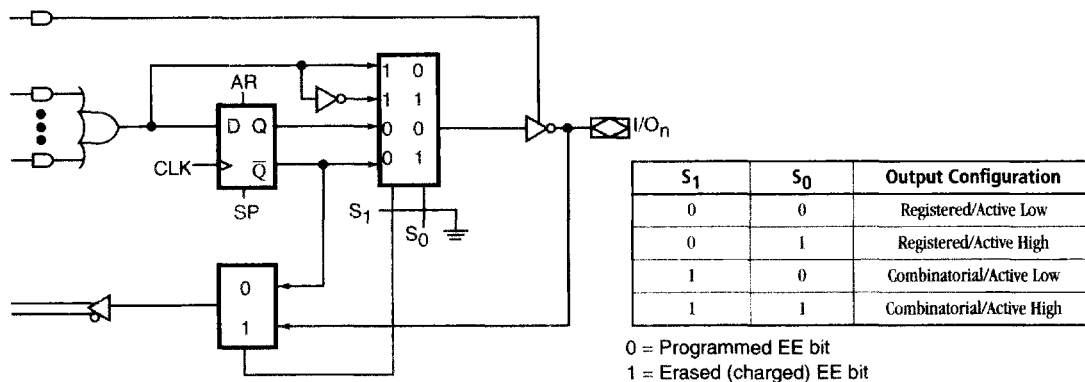 AR
D Q
CLK
Q̅
SP
1 0
1 1
0 0
0 1
S₁
S₀
I/Oₙ
0
1
S₁ S₀ Output Configuration
0 0 Registered/Active Low
0 1 Registered/Active High
1 0 Combinatorial/Active Low
1 1 Combinatorial/Active High
0 = Programmed EE bit
1 = Erased (charged) EE bit